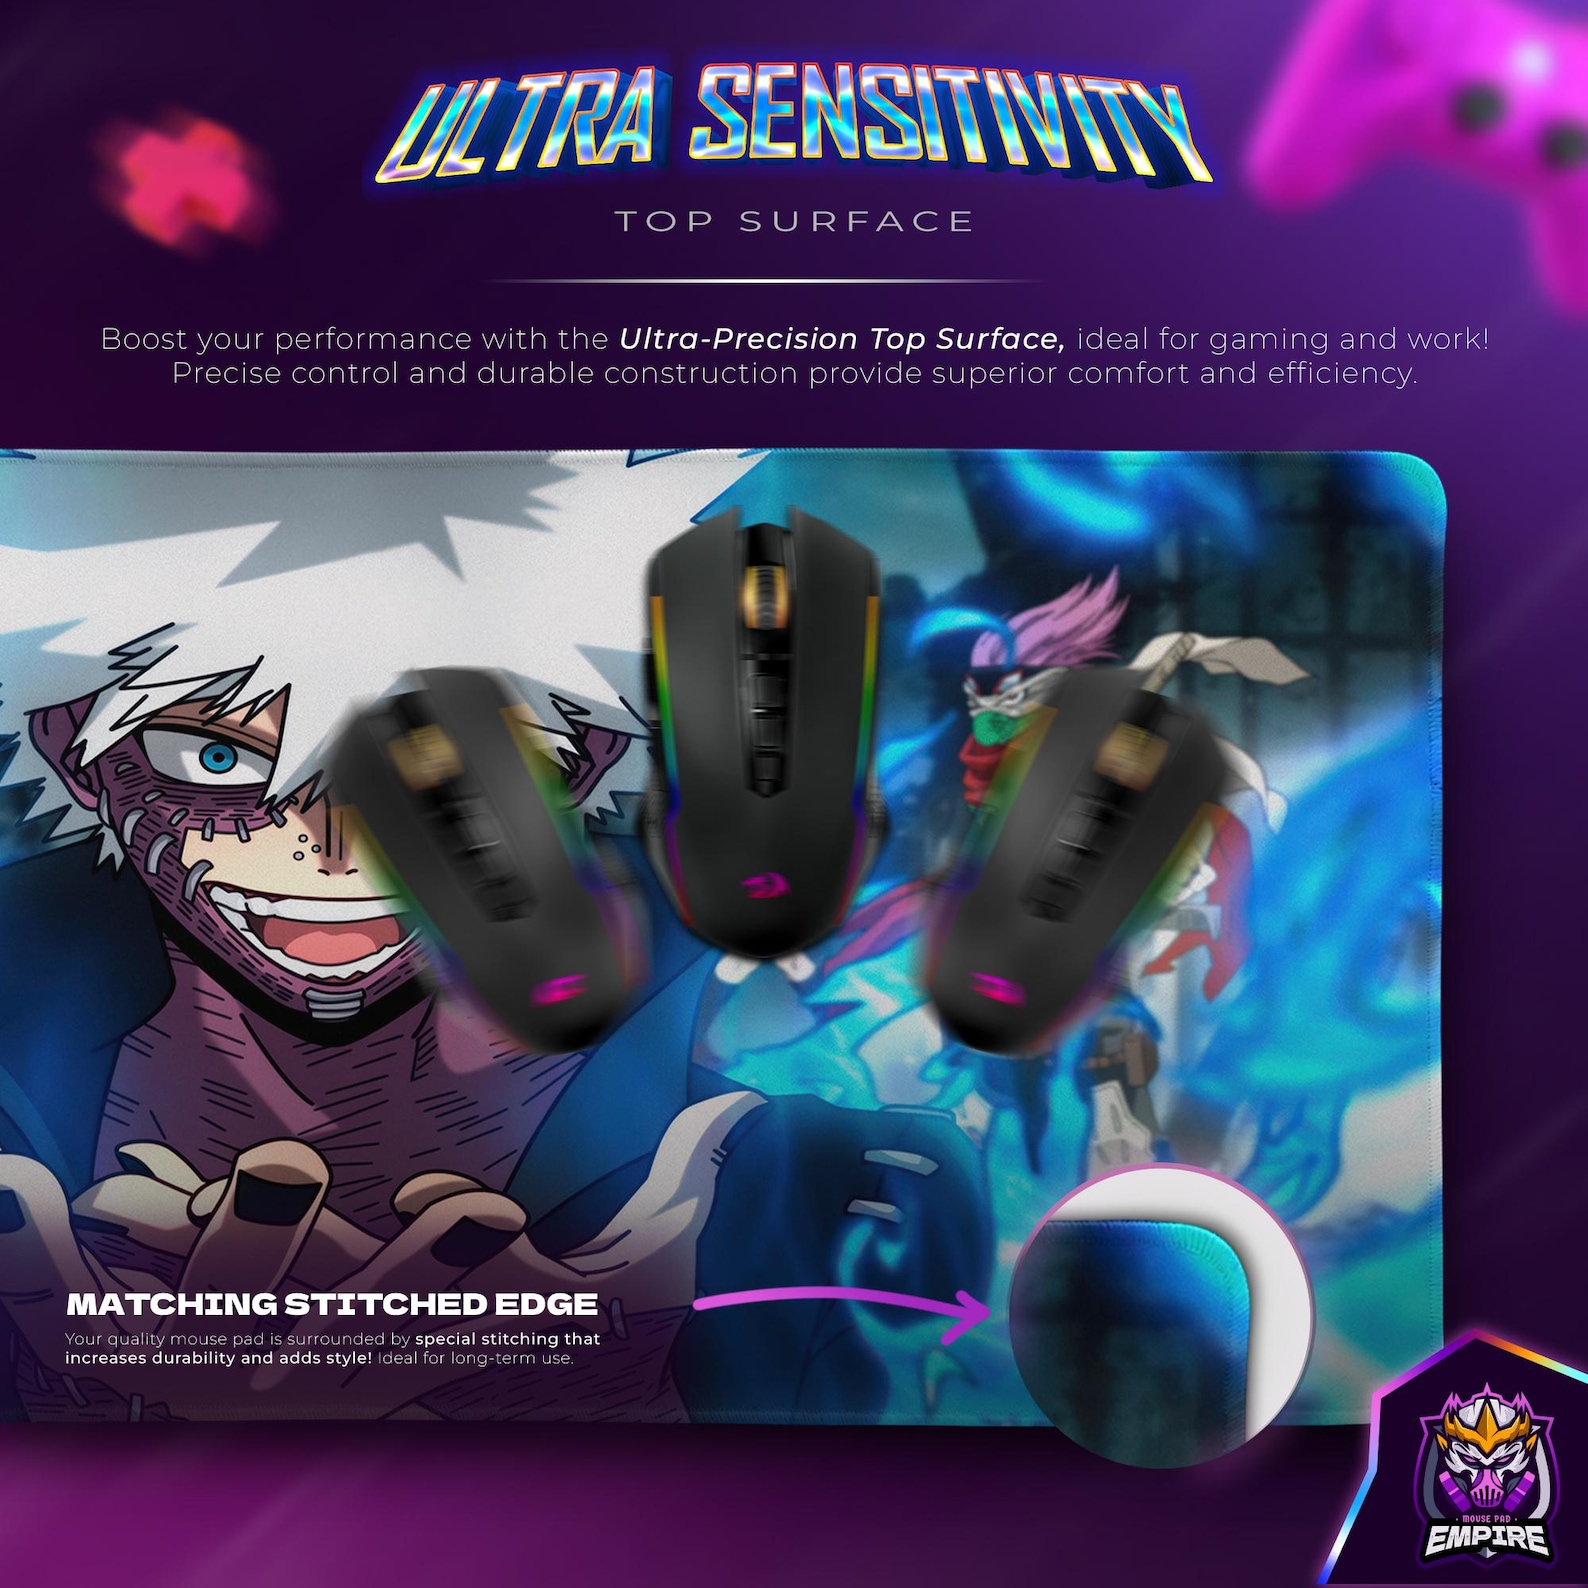 ULTRA SENSITIVITY
TOP SURFACE
Boost your performance with the Ultra-Precision Top Surface, ideal for gaming and work!
Precise control and durable construction provide superior comfort and efficiency.
MATCHING STITCHED EDGE
Your quality mouse pad is surrounded by special stitching that
increases durability and adds style! Ideal for long-term use.
MOUSE PAD
EMPIRE